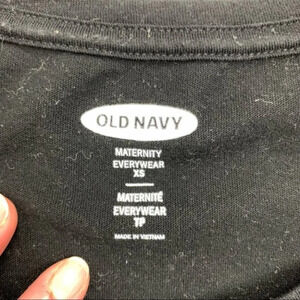 OLD NAVY
MATERNITY
EVERYWEAR
XS
MATERNITÉ
EVERYWEAR
TP
MADE IN VIETNAM